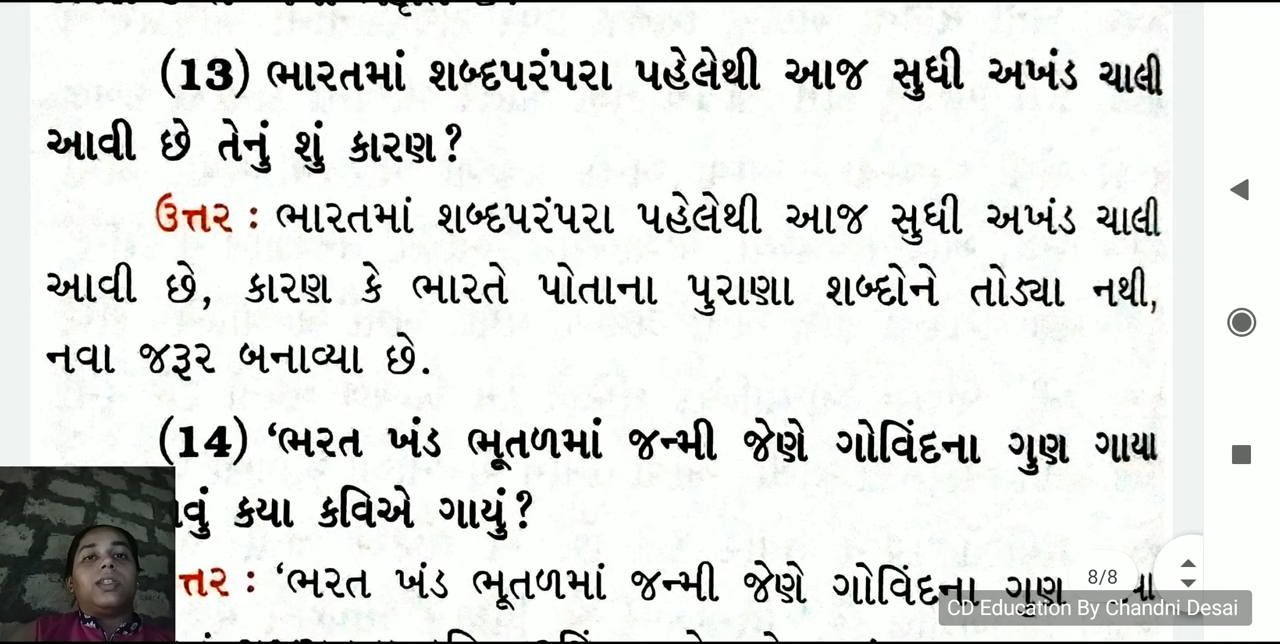 (13) ભારતમાં શબ્દપરંપરા પહેલેથી આજ સુધી અખંડ ચાલી
આવી છે તેનું શું કારણ?
ઉત્તર : ભારતમાં શબ્દપરંપરા પહેલેથી આજ સુધી અખંડ ચાલી
આવી છે, કારણ કે ભારતે પોતાના પુરાણા શબ્દોને તોડ્યા નથી,
નવા જરૂર બનાવ્યા છે.
(14) ‘ભરત ખંડ ભૂતળમાં જન્મી જેણે ગોવિંદના ગુણ ગાયા
કયા કવિએ ગાયું?
ત્તર : ‘ભરત ખંડ ભૂતળમાં જન્મી જેણે ગોવિંદના ગુણ
8/8
CD Education By Chandni Desai